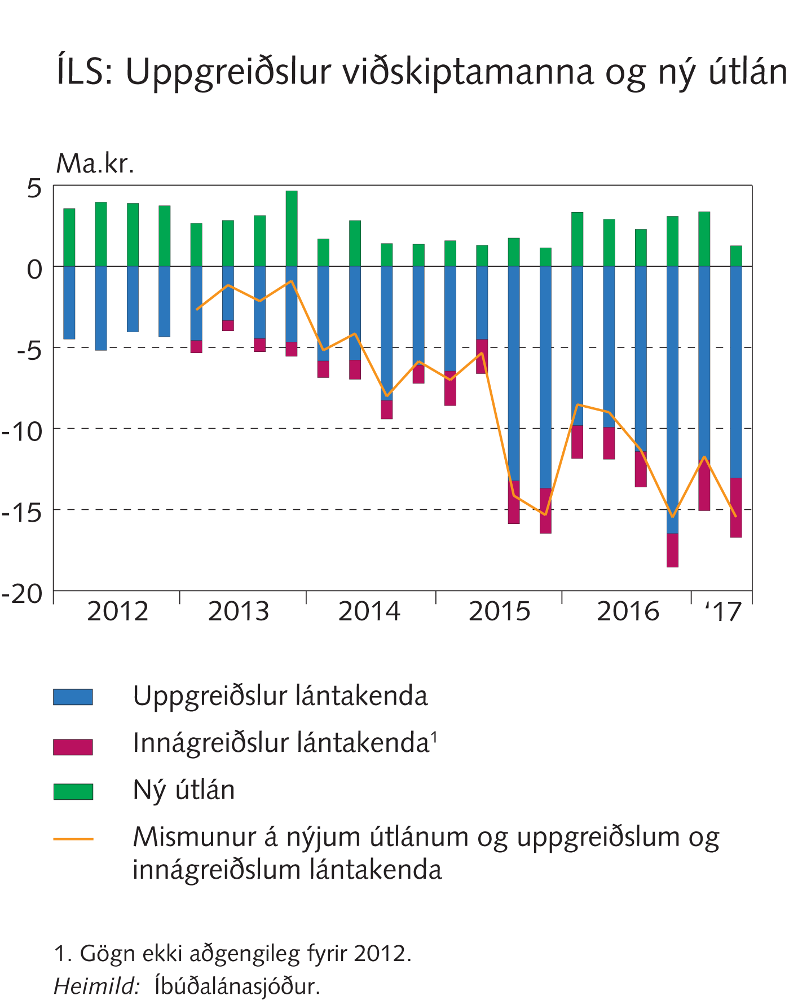 ÍLS: Uppgreiðslur viðskiptamanna og ný útlán
Ma.kr.
5
0
-5
-10
-15
-20
2012 2013 2014 2015 2016 ‘17
Uppgreiðslur lántakenda
Innágreiðslur lántakenda¹
Ný útlán
Mismunur á nýjum útlánum og uppgreiðslum og
innágreiðslum lántakenda
1. Gögn ekki aðgengileg fyrir 2012.
Heimild: Íbúðalánasjóður.